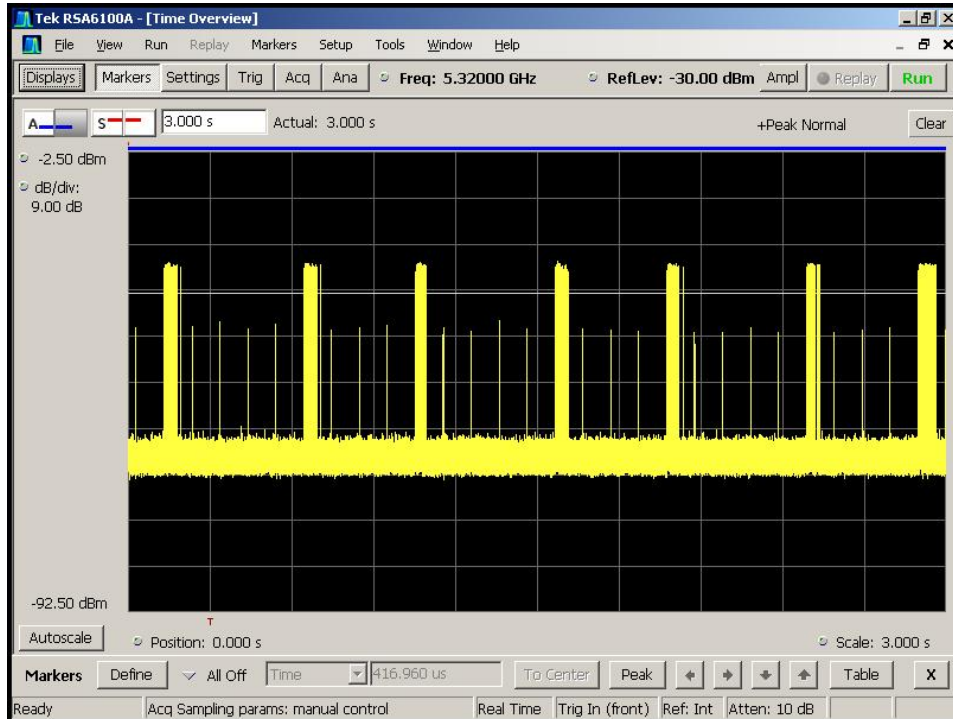 Tek RSA6100A - [Time Overview]
File View Run Replay Markers Setup Tools Window Help
Displays Markers Settings Trig Acq Ana Freq: 5.32000 GHz RefLev: -30.00 dBm Ampl Replay Run
A S 3.000 s Actual: 3.000 s +Peak Normal Clear
-2.50 dBm
dB/div:
9.00 dB
-92.50 dBm
T
Autoscale Position: 0.000 s Scale: 3.000 s
Markers Define All Off Time 416.960 us To Center Peak Table X
Ready Acq Sampling params: manual control Real Time Trig In (front) Ref: Int Atten: 10 dB